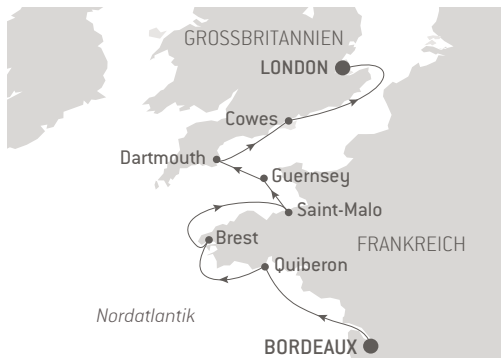 GROSSBRITANNIEN
LONDON
Cowes
Dartmouth
Guernsey
Saint-Malo
Brest
FRANKREICH
Quiberon
Nordatlantik
BORDEAUX